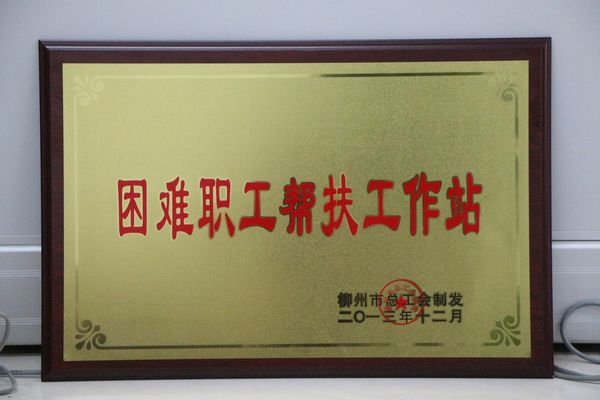 困难职工帮扶工作站
柳州市总工会制发
二〇一三年十二月